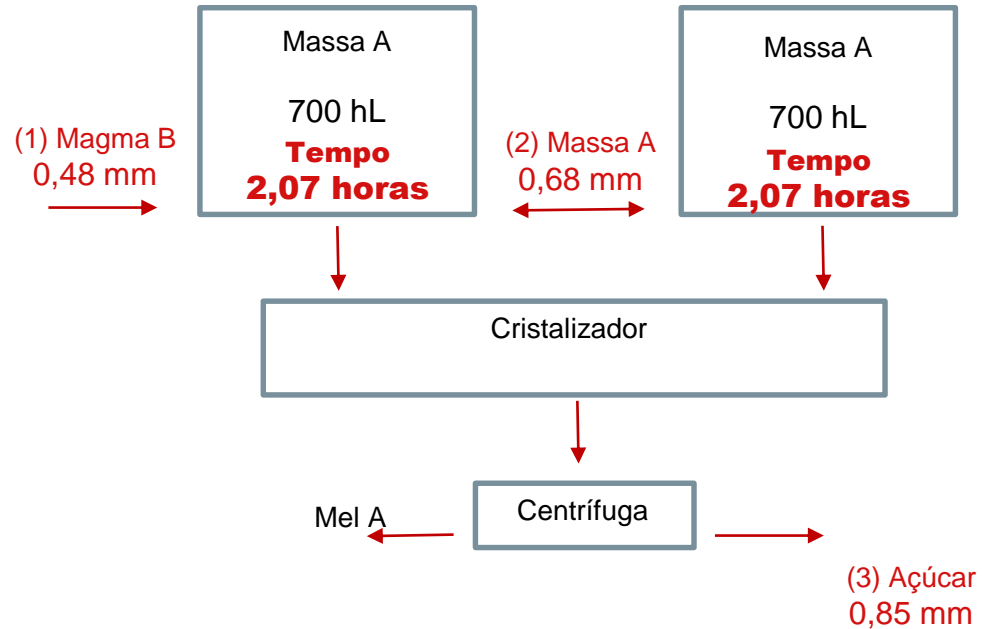 Massa A
700 hL
Tempo
2,07 horas
(1) Magma B
0,48 mm
(2) Massa A
0,68 mm
Massa A
700 hL
Tempo
2,07 horas
Cristalizador
Centrífuga
Mel A
(3) Açúcar
0,85 mm